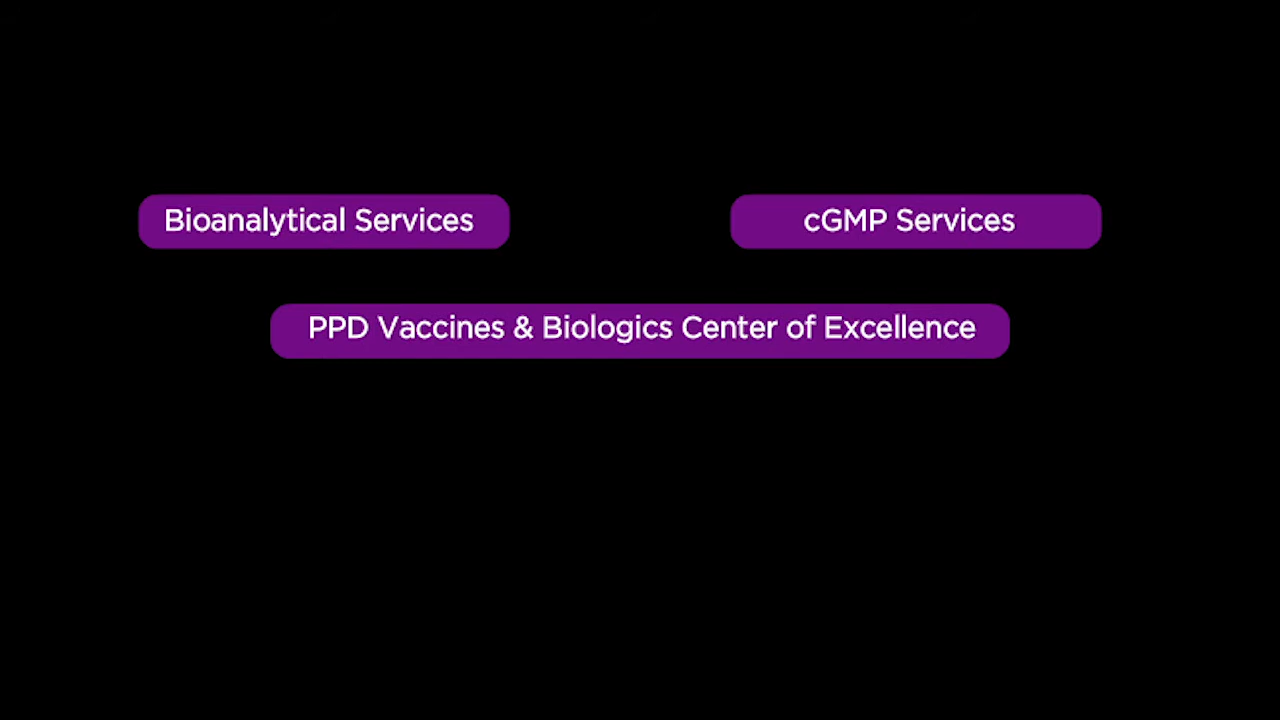 Bioanalytical Services
cGMP Services
PPD Vaccines & Biologics Center of Excellence